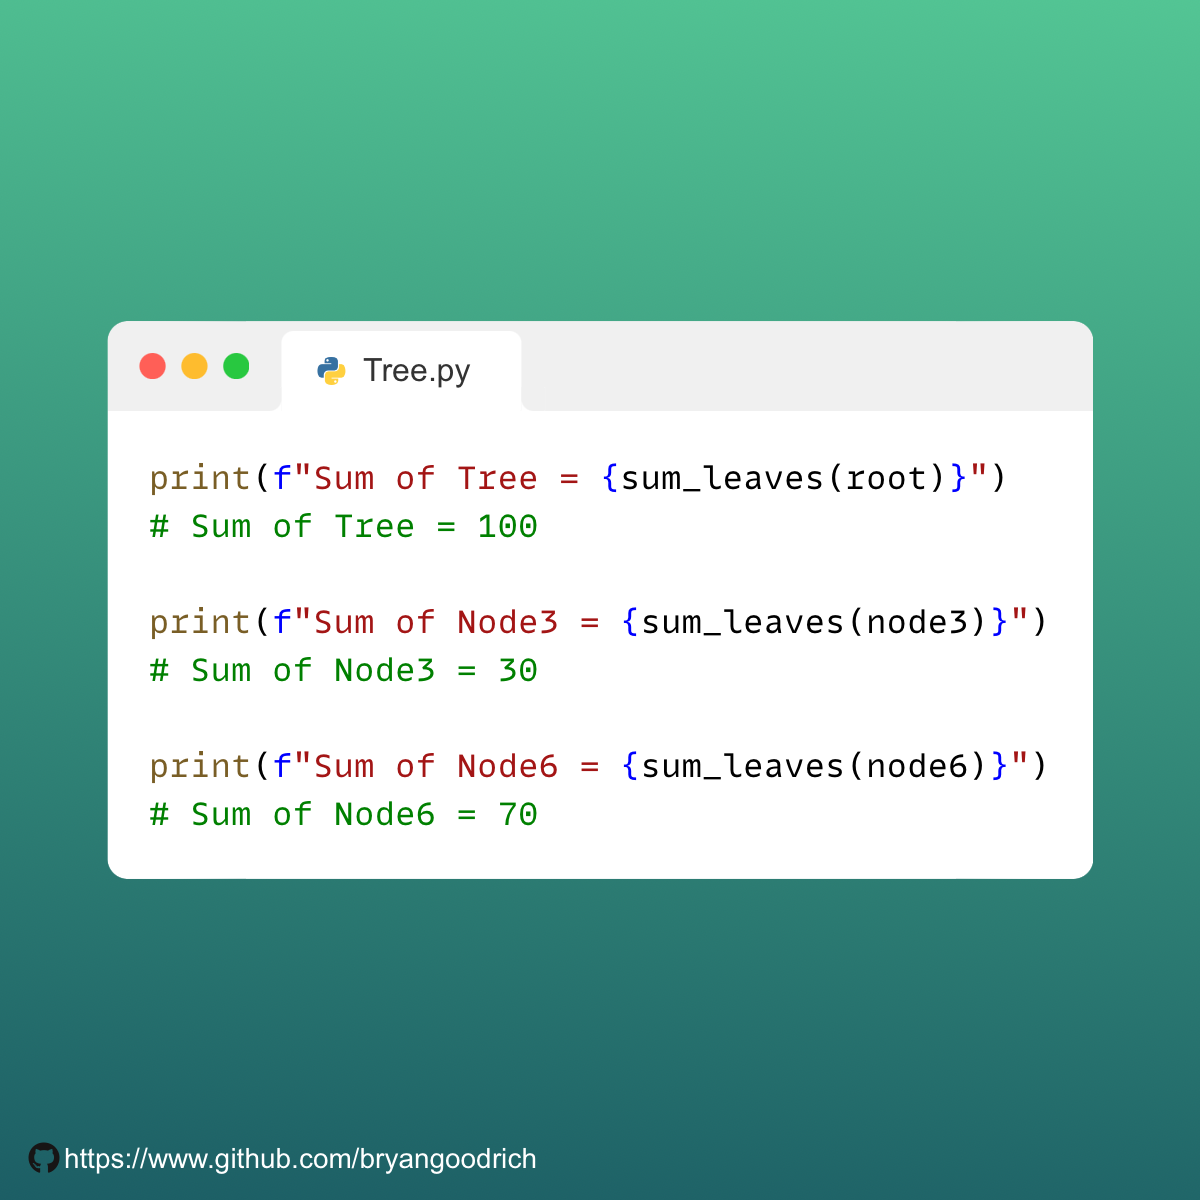 Tree.py
print(f"Sum of Tree = {sum_leaves(root)}")
# Sum of Tree = 100
print(f"Sum of Node3 = {sum_leaves(node3)}")
# Sum of Node3 = 30
print(f"Sum of Node6 = {sum_leaves(node6)}")
# Sum of Node6 = 70
https://www.github.com/bryangoodrich